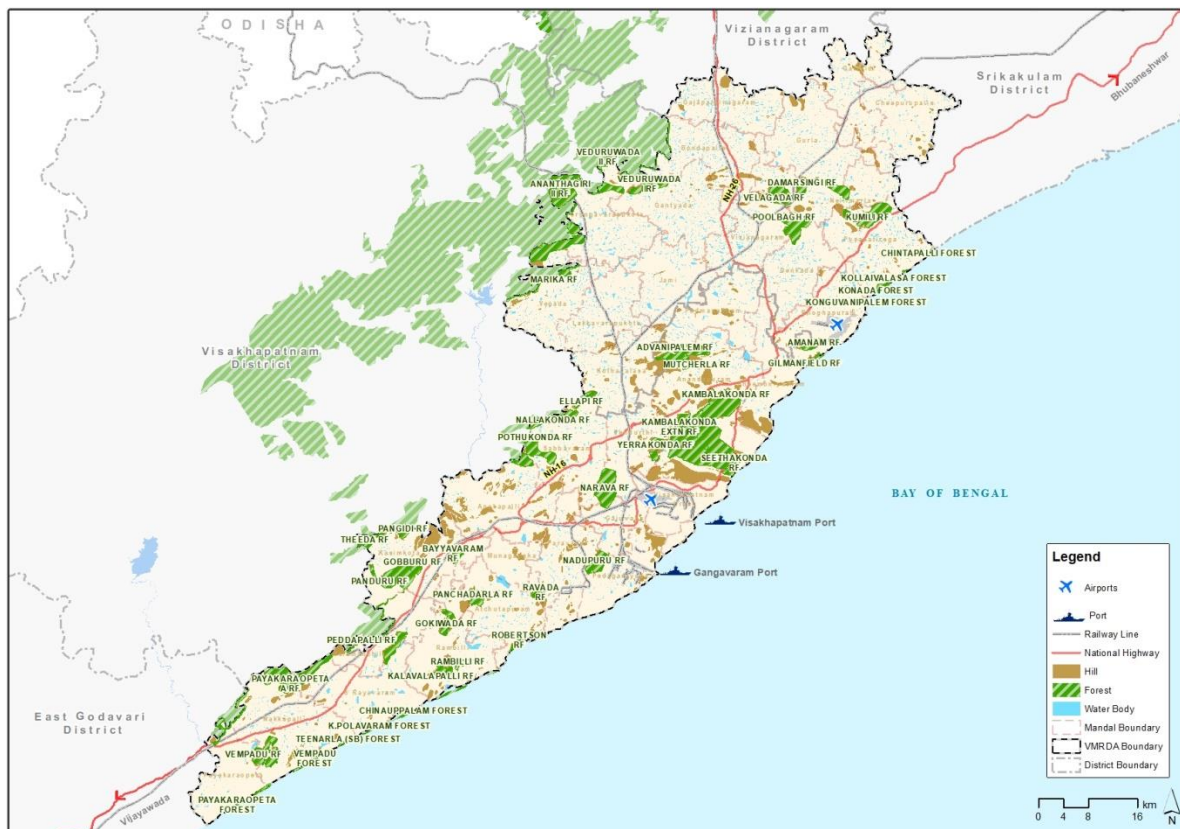 ODISHA
Vizianagaram
District
Srikakulam
District
Bhubaneshwar
VEDURUWADA
II RF
VEDURUWADA
I RF
ANANTHAGIRI
II RF
NH-26
DAMARSINGI RF
VELAGADA RF
POOLBAGH RF
KUMILI RF
CHINTAPALLI FOREST
KOLLAIVALASA FOREST
KONADA FOREST
KONGUVANIPALEM FOREST
MARIKA RF
Visakhapatnam
District
ADVANIPALEM RF
MUTCHERLA RF
AMANAM RF
GILMANFIELD RF
ELLAPI RF
KAMBALAKONDA RF
NALLAKONDA RF
KAMBALAKONDA
EXTN RF
POTHUKONDA RF
YERRAKONDA RF
SEETHAKONDA
RF
NH-16
NARAVA RF
BAY OF BENGAL
Visakhapatnam Port
PANGIDI RF
THEEDA RF
BAYYAVARAM
RF
GOBBURU RF
NADUPURU RF
Gangavaram Port
PANDURU RF
PANCHADARLA RF
RAVADA
RF
GOKIWADA RF
PEDDAPALLI RF
ROBERTSON
RF
RAMBILLI RF
KALAVALAPALLI RF
PAYAKARAOPETA
A RF
CHINAUPPALAM FOREST
K.POLAVARAM FOREST
TEENARLA (SB) FOREST
East Godavari
District
VEMPADU RF
VEMPADU
FOREST
PAYAKARAOPETA
FOREST
Vijayawada
Legend
Airports
Port
Railway Line
National Highway
Hill
Forest
Water Body
Mandal Boundary
VMRDA Boundary
District Boundary
km
0 4 8 16
N